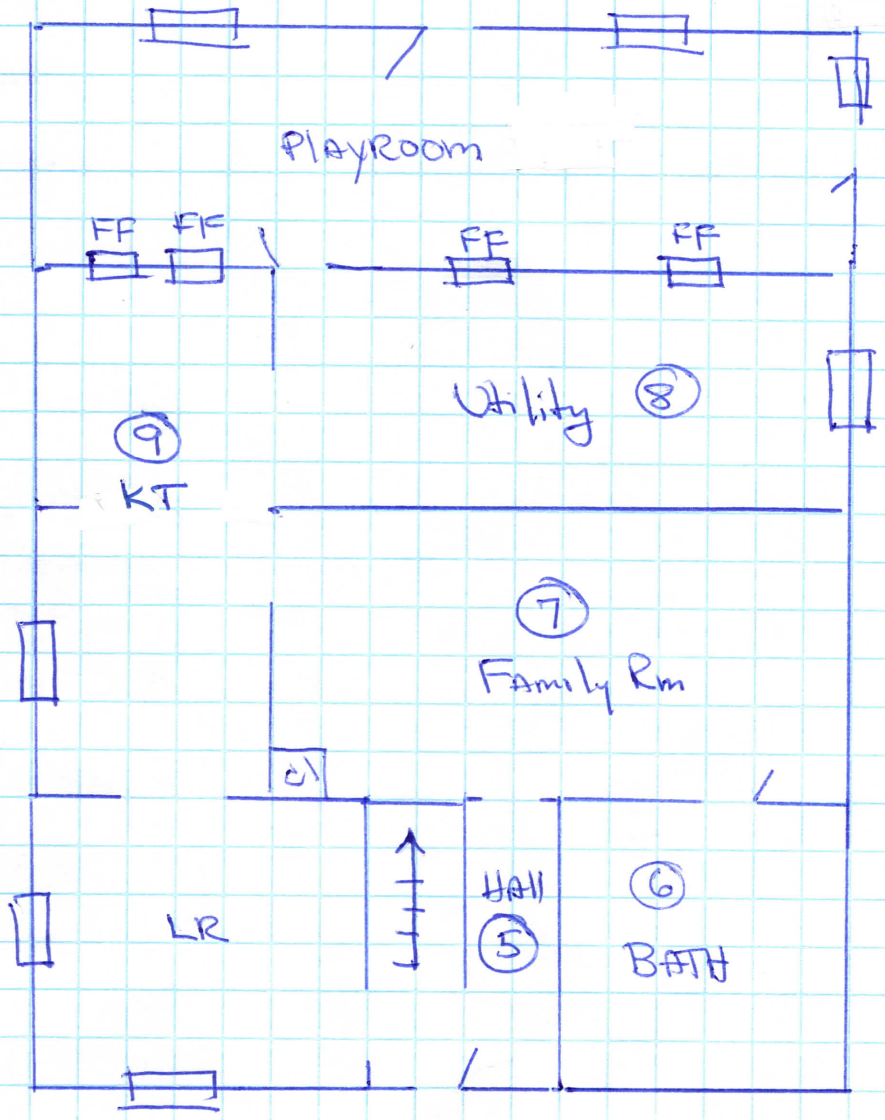 PlAYROOM
FF FF FF FF
Utility 8
9
KT
7
FAmily Rm
cl
HAll 6
LR 5 BATH